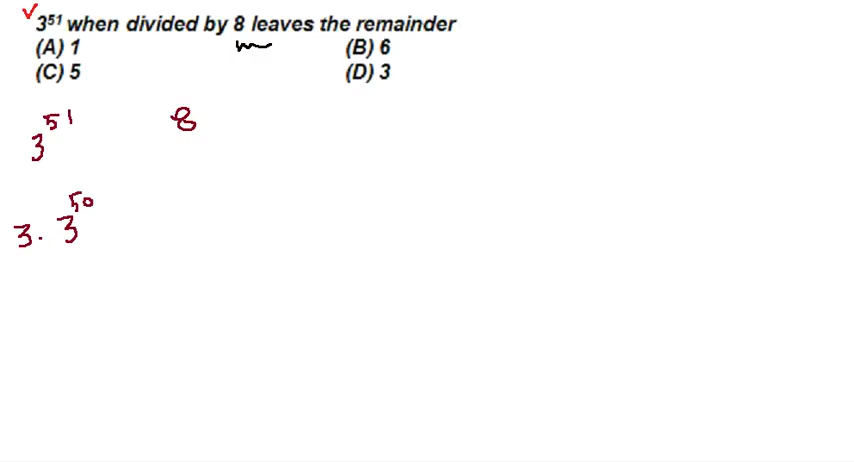 3⁵¹ when divided by 8 leaves the remainder
(A) 1 (B) 6
(C) 5 (D) 3
3⁵¹ 8
3. 3⁵⁰